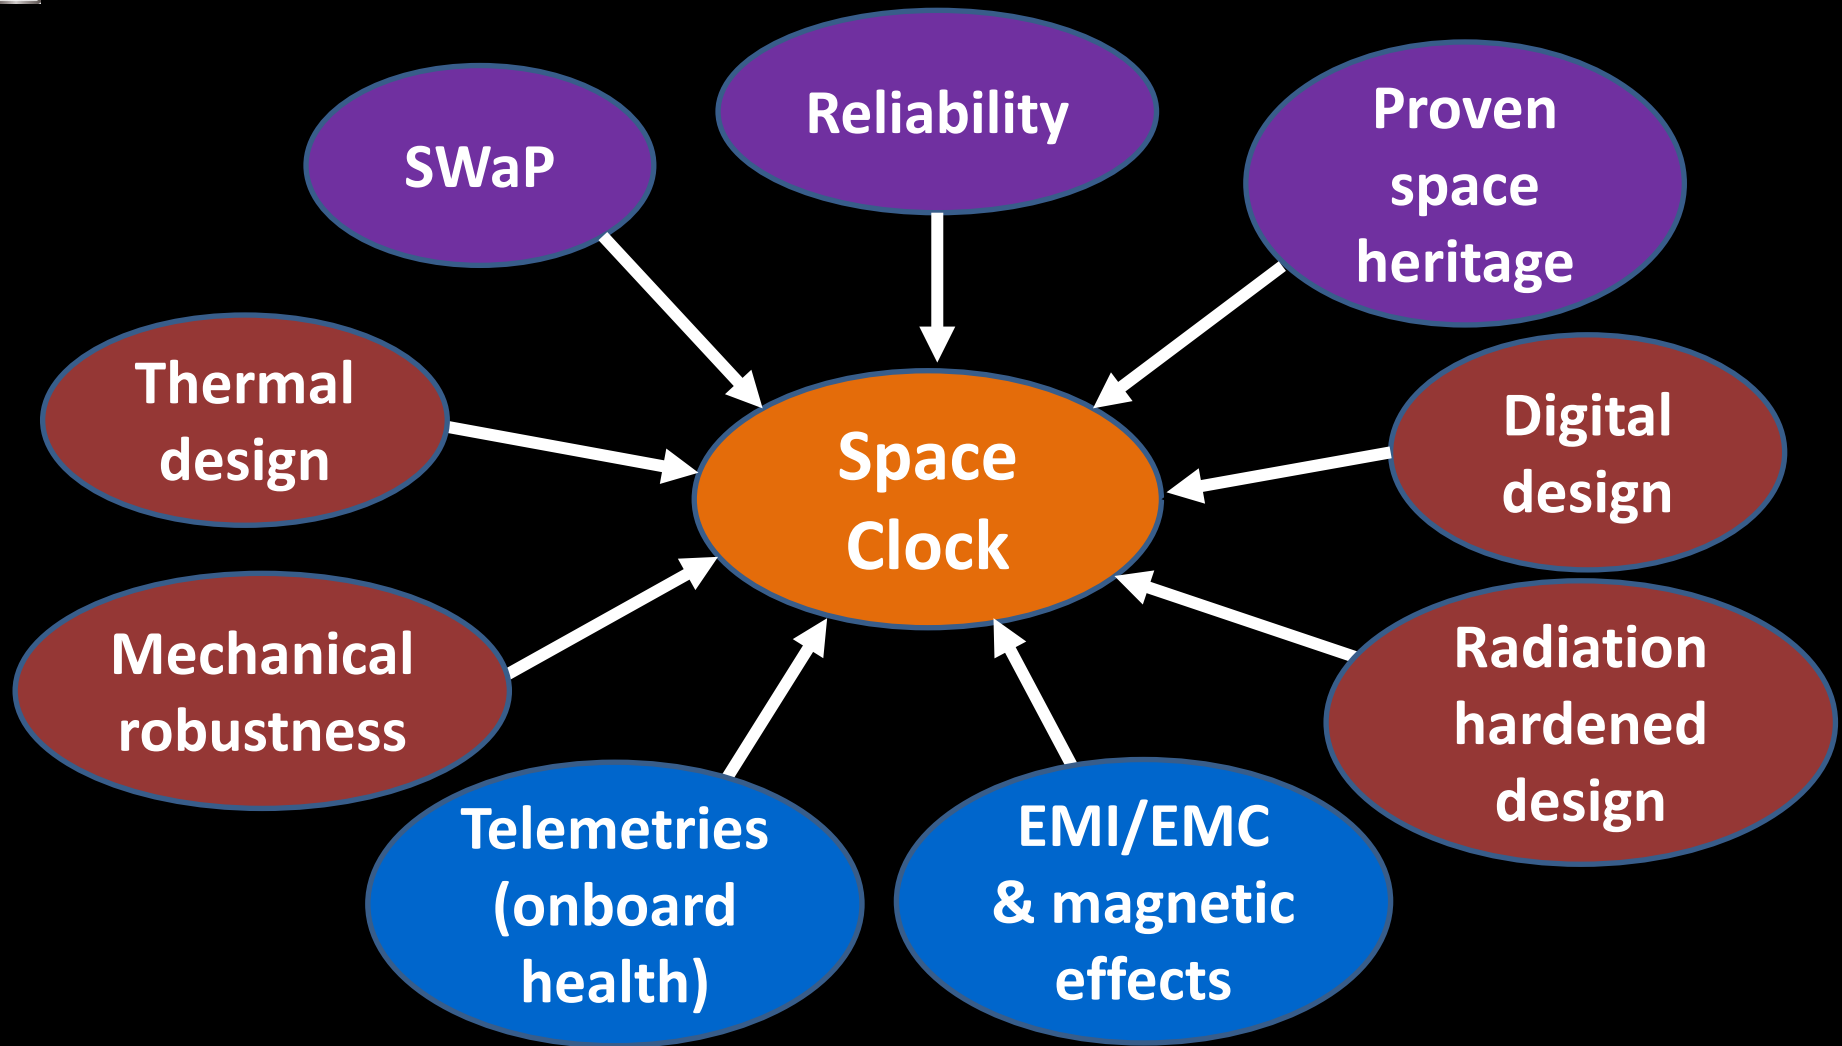 SWaP
Reliability
Proven
space
heritage
Thermal
design
Space
Clock
Digital
design
Mechanical
robustness
Radiation
hardened
design
Telemetries
(onboard
health)
EMI/EMC
& magnetic
effects